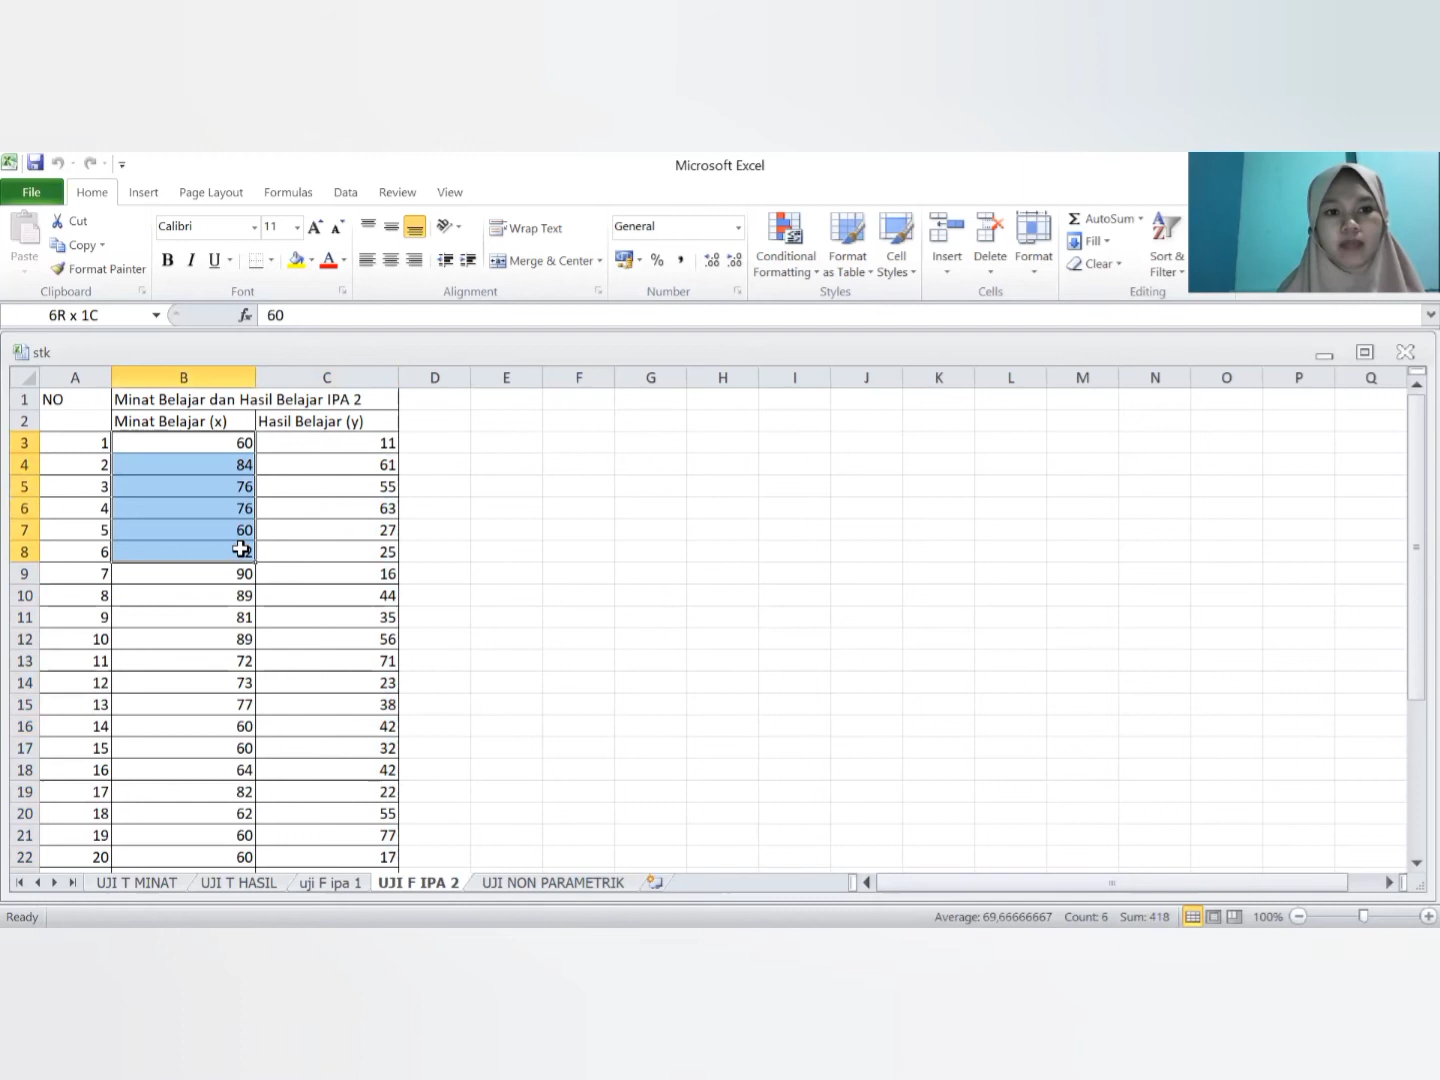 Microsoft Excel
File Home Insert Page Layout Formulas Data Review View
Paste
Cut
Copy
Format Painter
Clipboard
Calibri 11
B I U
Font
Wrap Text
Merge & Center
Alignment
General
%
Number
Conditional Formatting
Format as Table
Cell Styles
Styles
Insert
Delete
Format
Cells
AutoSum
Fill
Clear
Sort & Filter
Editing
6R x 1C fx 60
stk
A B C D E F G H I J K L M N O P Q
1 NO Minat Belajar dan Hasil Belajar IPA 2
2 Minat Belajar (x) Hasil Belajar (y)
3 1 60 11
4 2 84 61
5 3 76 55
6 4 76 63
7 5 60 27
8 6 25
9 7 90 16
10 8 89 44
11 9 81 35
12 10 89 56
13 11 72 71
14 12 73 23
15 13 77 38
16 14 60 42
17 15 60 32
18 16 64 42
19 17 82 22
20 18 62 55
21 19 60 77
22 20 60 17
UJI T MINAT UJI T HASIL uji F ipa 1 UJI F IPA 2 UJI NON PARAMETRIK
Ready Average: 69,66666667 Count: 6 Sum: 418 100%